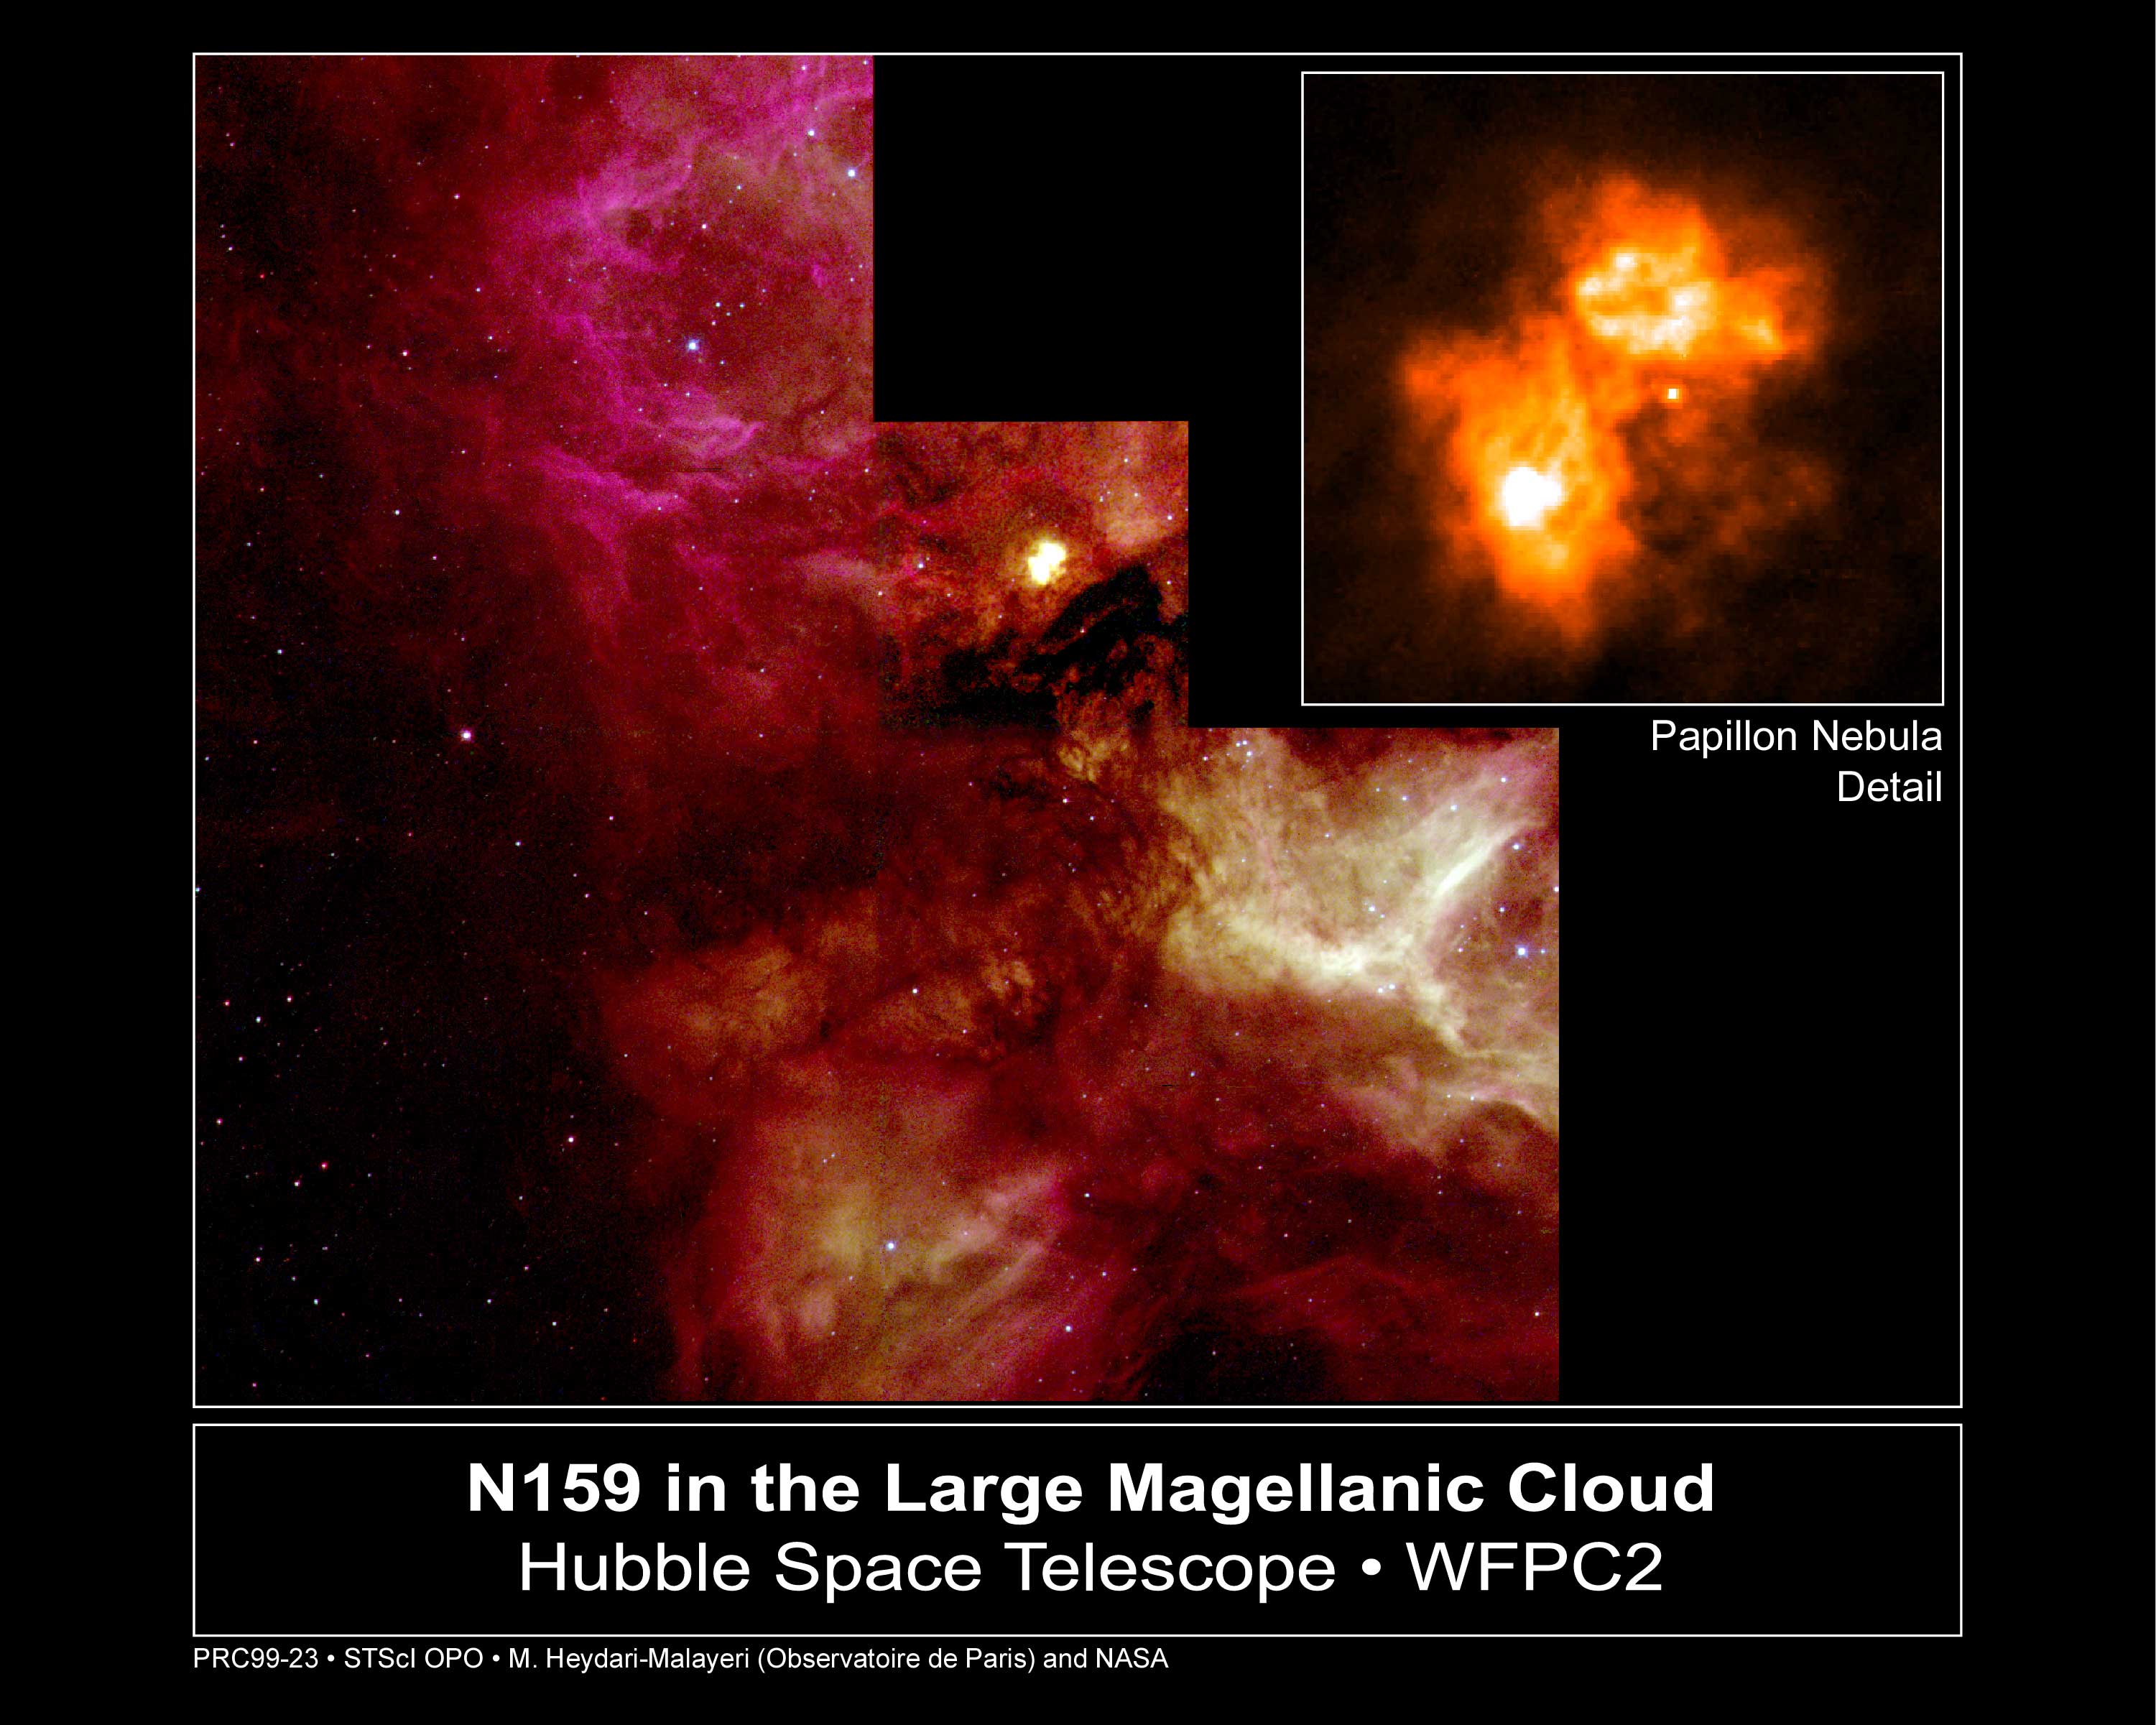 Papillon Nebula
Detail
N159 in the Large Magellanic Cloud
Hubble Space Telescope • WFPC2
PRC99-23 • STScI OPO • M. Heydari-Malayeri (Observatoire de Paris) and NASA